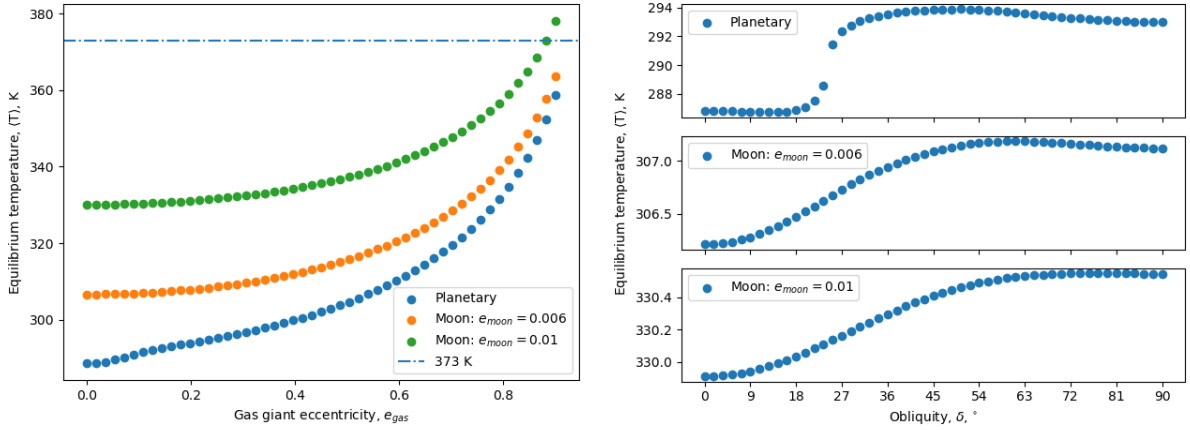 380
360
340
320
300
Equilibrium temperature, ⟨T⟩, K
Planetary
Moon: e_moon = 0.006
Moon: e_moon = 0.01
373 K
0.0 0.2 0.4 0.6 0.8
Gas giant eccentricity, e_gas
294
292
290
288
Planetary
Equilibrium temperature, ⟨T⟩, K
307.0
306.5
Moon: e_moon = 0.006
330.4
330.2
330.0
Moon: e_moon = 0.01
0 9 18 27 36 45 54 63 72 81 90
Obliquity, δ, °